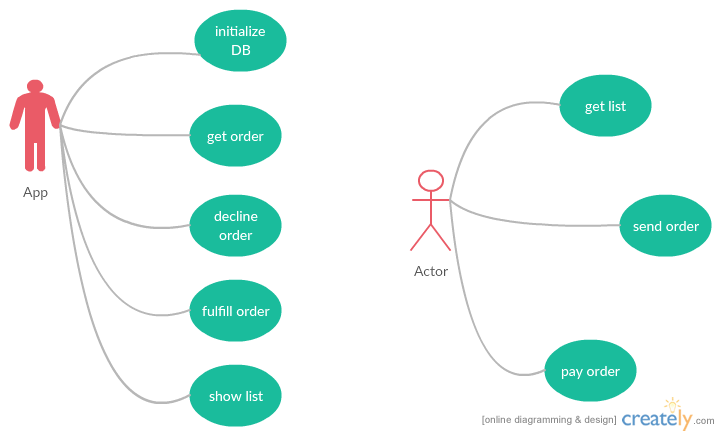 initialize
DB
get order
App
decline
order
fulfill order
show list
get list
Actor
send order
pay order
[online diagramming & design] creately.com